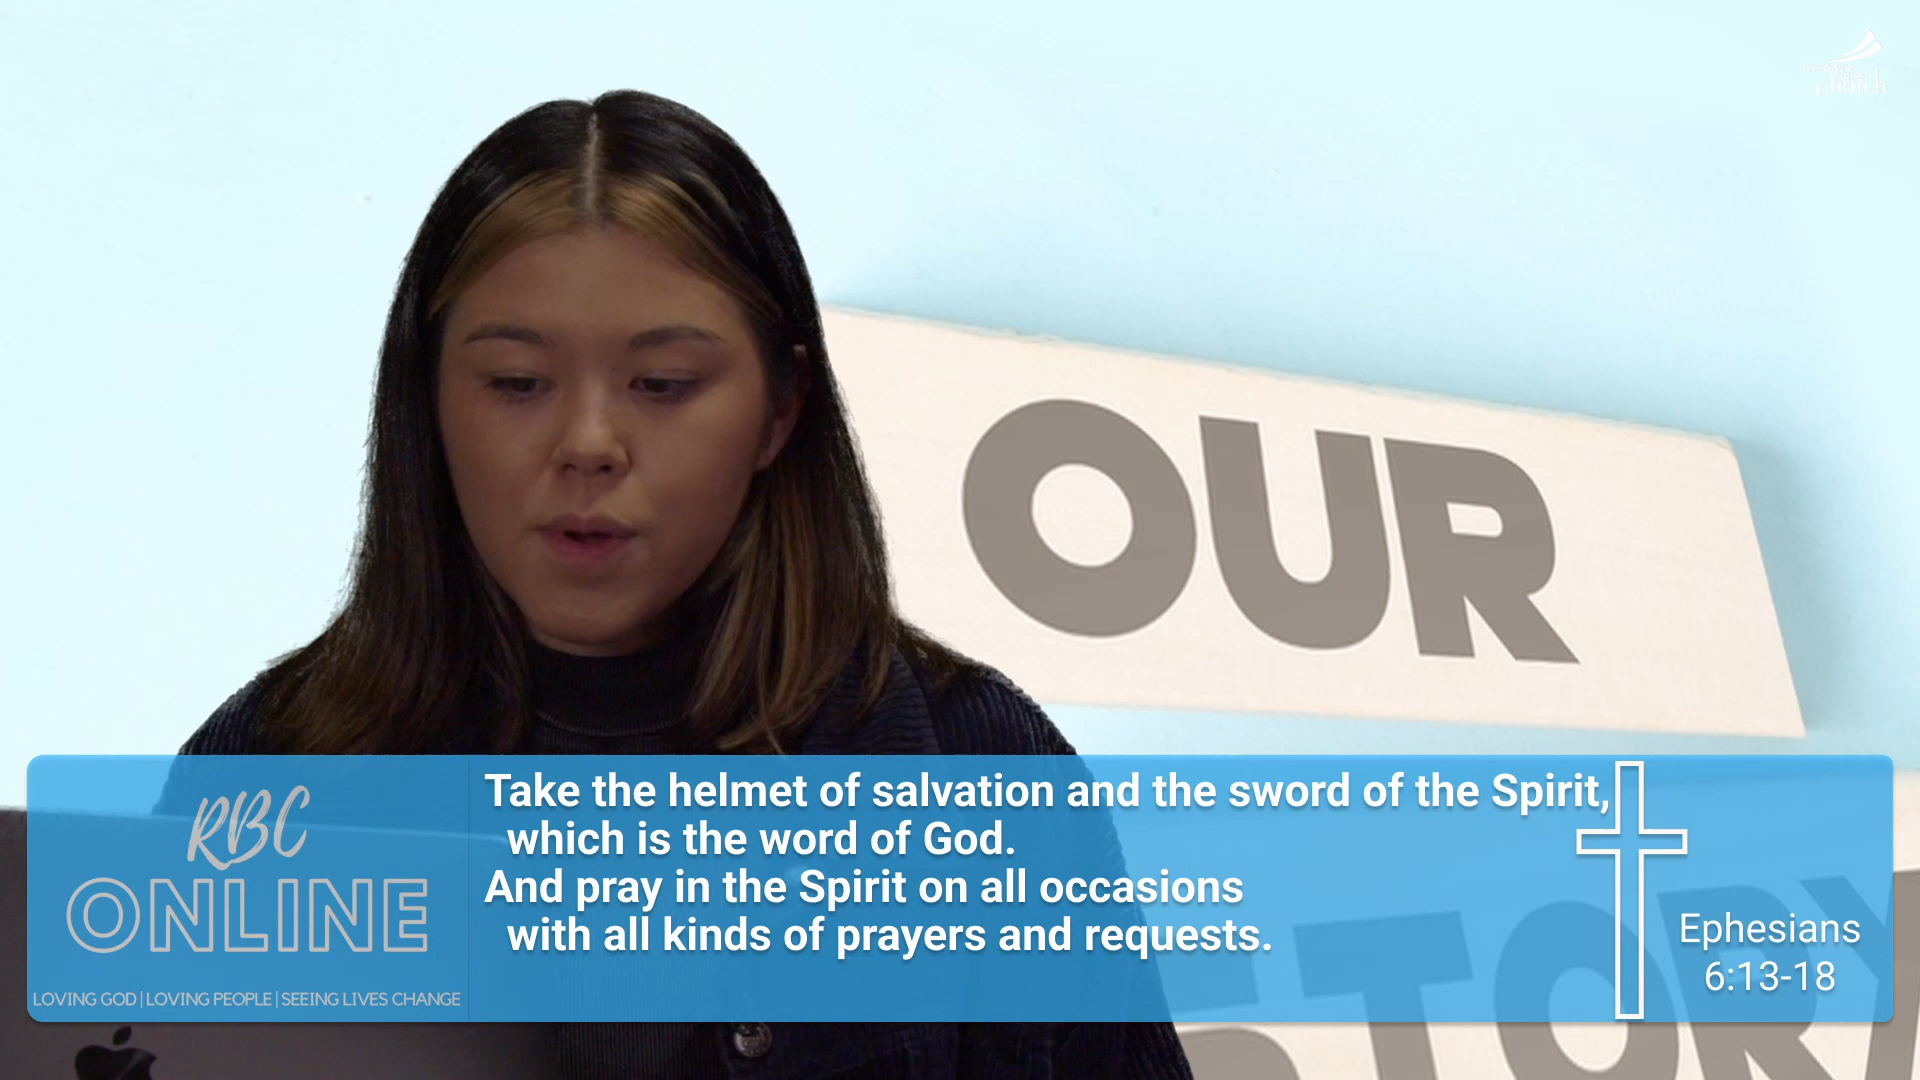 church
OUR
Take the helmet of salvation and the sword of the Spirit,
which is the word of God.
And pray in the Spirit on all occasions
with all kinds of prayers and requests.
RBC
ONLINE
LOVING GOD | LOVING PEOPLE | SEEING LIVES CHANGE
Ephesians
6:13-18
STORY